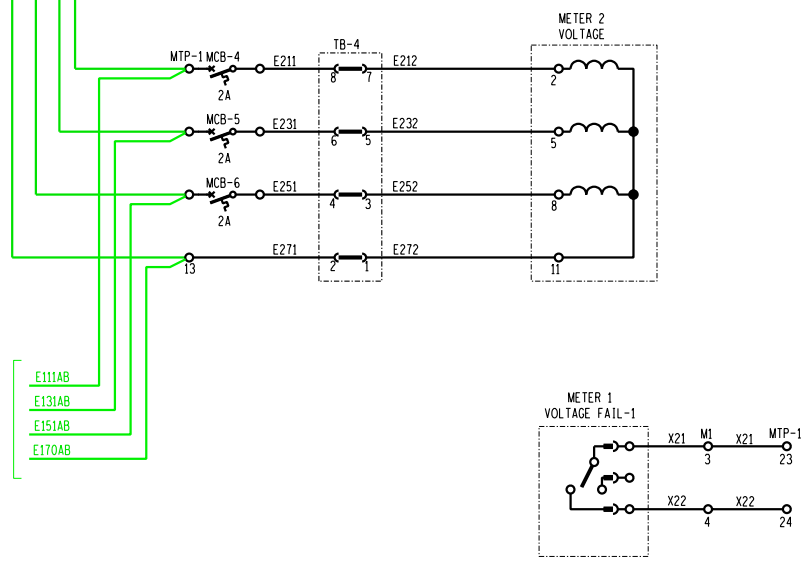 METER 2
VOLTAGE
TB-4
MTP-1 MCB-4 E211 E212
8 7 2
2A
MCB-5 E231 E232
6 5 5
2A
MCB-6 E251 E252
4 3 8
2A
E271 E272
13 2 1 11
E111AB
E131AB
E151AB
E170AB
METER 1
VOLTAGE FAIL-1
X21 M1 X21 MTP-1
3 23
X22 X22
4 24